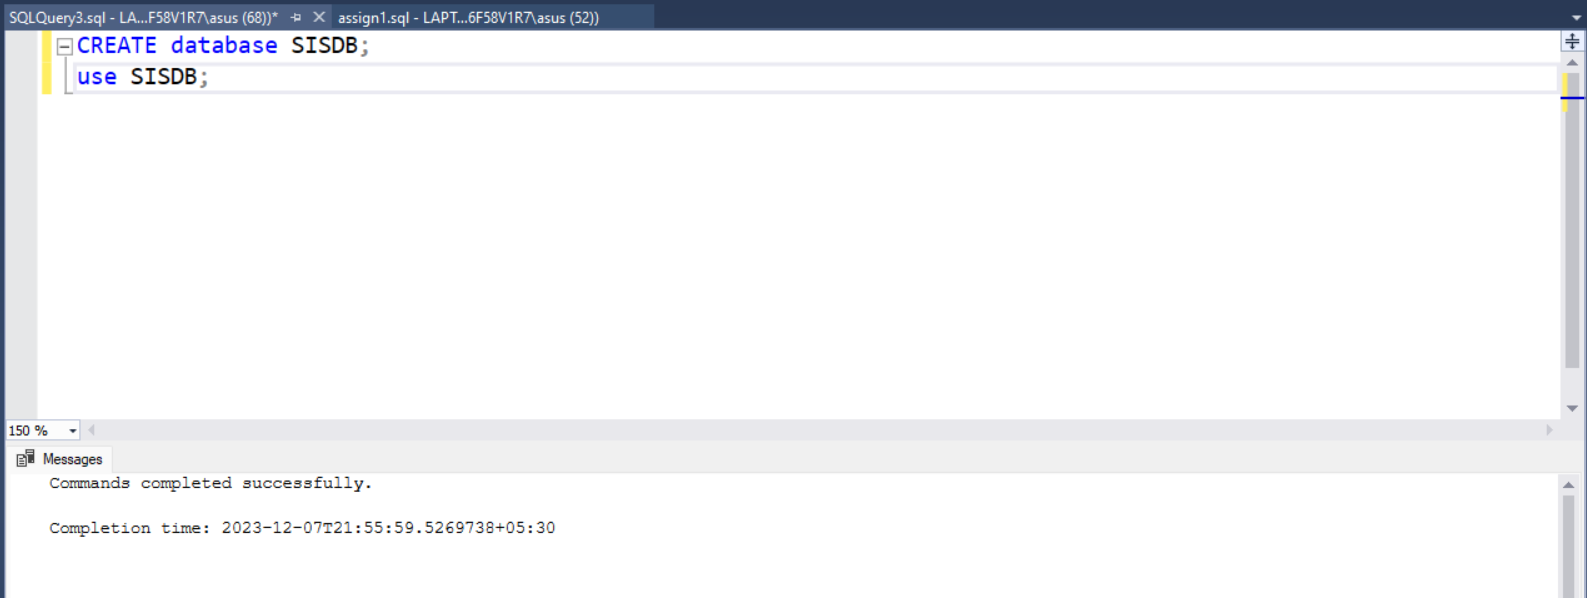 SQLQuery3.sql - LA...F58V1R7\asus (68))* assign1.sql - LAPT...6F58V1R7\asus (52))
CREATE database SISDB;
use SISDB;
150 %
Messages
Commands completed successfully.
Completion time: 2023-12-07T21:55:59.5269738+05:30